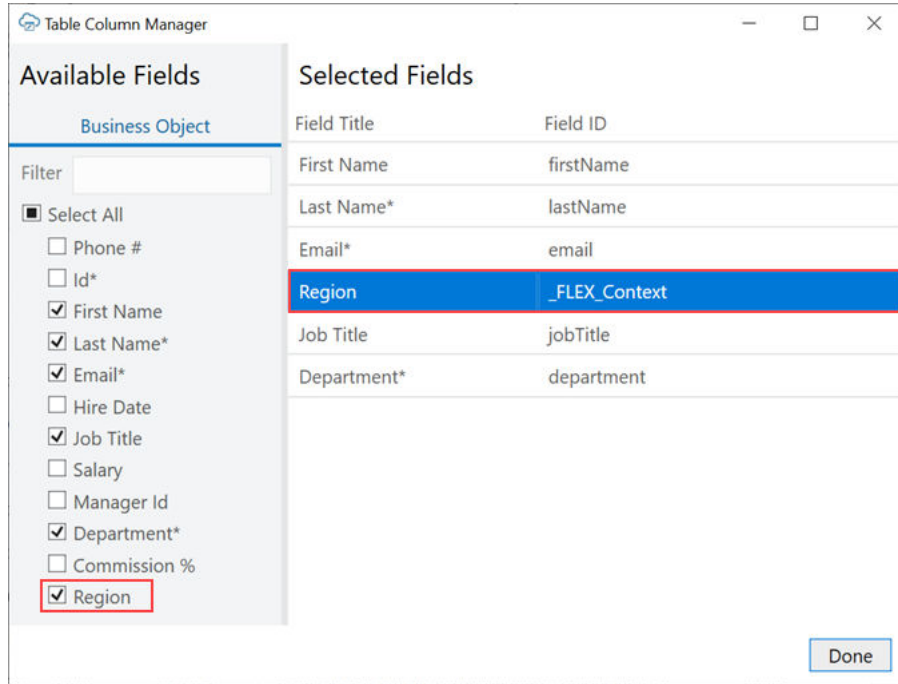 Table Column Manager
Available Fields
Business Object
Filter
Select All
Phone #
Id*
First Name
Last Name*
Email*
Hire Date
Job Title
Salary
Manager Id
Department*
Commission %
Region
Selected Fields
Field Title Field ID
First Name firstName
Last Name* lastName
Email* email
Region _FLEX_Context
Job Title jobTitle
Department* department
Done